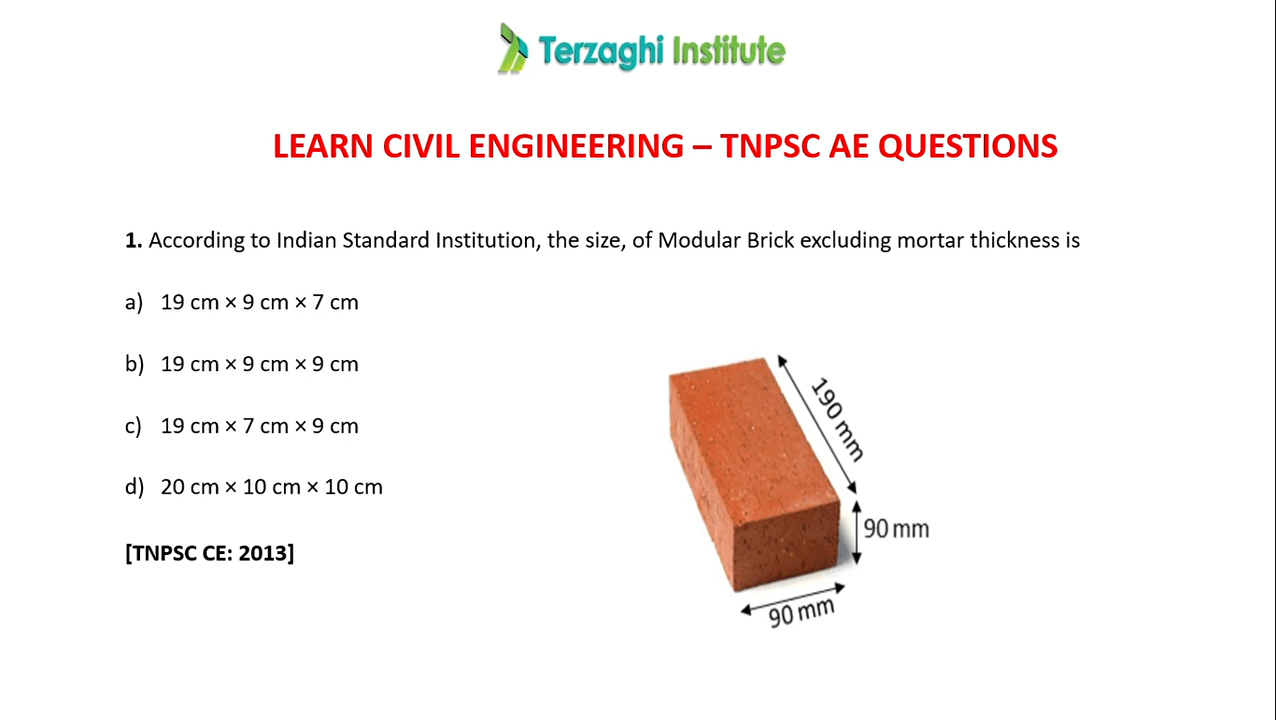 Terzaghi Institute
LEARN CIVIL ENGINEERING – TNPSC AE QUESTIONS
1. According to Indian Standard Institution, the size, of Modular Brick excluding mortar thickness is
a) 19 cm × 9 cm × 7 cm
b) 19 cm × 9 cm × 9 cm
c) 19 cm × 7 cm × 9 cm
d) 20 cm × 10 cm × 10 cm
[TNPSC CE: 2013]
190 mm
90 mm
90 mm